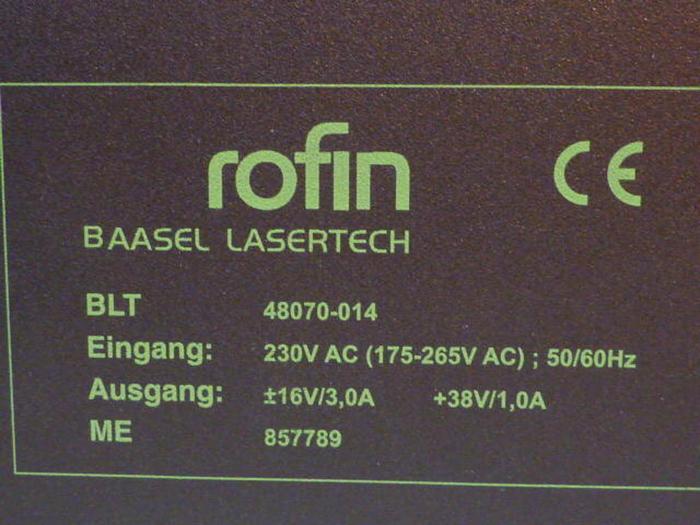 rofin
CE
BAASEL LASERTECH
BLT 48070-014
Eingang: 230V AC (175-265V AC) ; 50/60Hz
Ausgang: ±16V/3,0A +38V/1,0A
ME 857789